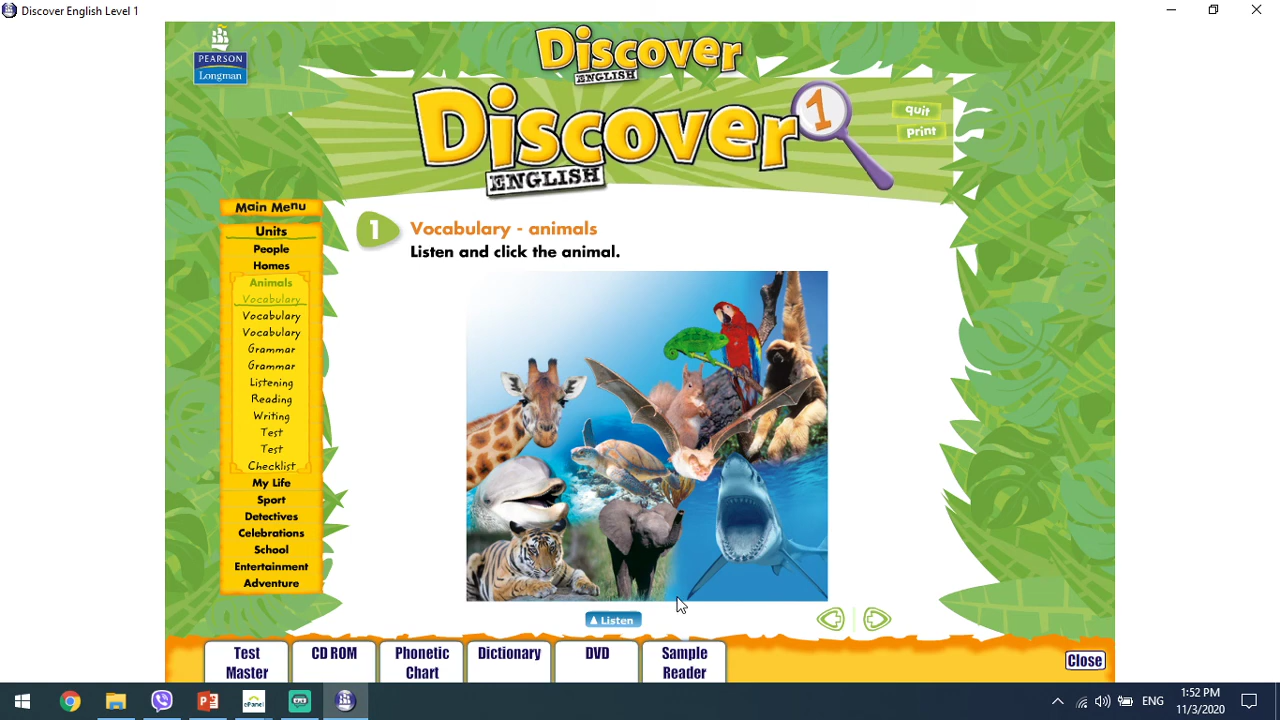 Discover English Level 1
PEARSON
Longman
Discover
ENGLISH
Discover 1
ENGLISH
quit
print
Main Menu
Units
People
Homes
Animals
Vocabulary
Vocabulary
Vocabulary
Grammar
Grammar
Listening
Reading
Writing
Test
Test
Checklist
My Life
Sport
Detectives
Celebrations
School
Entertainment
Adventure
1 Vocabulary - animals
Listen and click the animal.
Listen
Test
Master
CD ROM
Phonetic
Chart
Dictionary
DVD
Sample
Reader
Close
ePanel
ENG
1:52 PM
11/3/2020